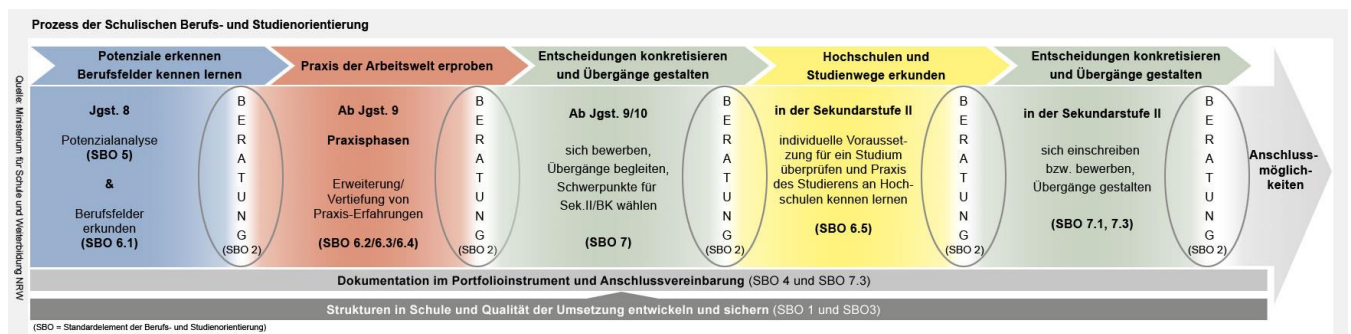 Prozess der Schulischen Berufs- und Studienorientierung
Potenziale erkennen
Berufsfelder kennen lernen
Praxis der Arbeitswelt erproben
Entscheidungen konkretisieren
und Übergänge gestalten
Hochschulen und
Studienwege erkunden
Entscheidungen konkretisieren
und Übergänge gestalten
Quelle: Ministerium für Schule und Weiterbildung NRW
Jgst. 8
Potenzialanalyse
(SBO 5)
&
Berufsfelder
erkunden
(SBO 6.1)
BERATUNG
(SBO 2)
Ab Jgst. 9
Praxisphasen
Erweiterung/
Vertiefung von
Praxis-Erfahrungen
(SBO 6.2/6.3/6.4)
BERATUNG
(SBO 2)
Ab Jgst. 9/10
sich bewerben,
Übergänge begleiten,
Schwerpunkte für
Sek.II/BK wählen
(SBO 7)
BERATUNG
(SBO 2)
in der Sekundarstufe II
individuelle Vorausset-
zung für ein Studium
überprüfen und Praxis
des Studierens an Hoch-
schulen kennen lernen
(SBO 6.5)
BERATUNG
(SBO 2)
in der Sekundarstufe II
sich einschreiben
bzw. bewerben,
Übergänge gestalten
(SBO 7.1, 7.3)
BERATUNG
(SBO 2)
Anschluss-
möglich-
keiten
Dokumentation im Portfolioinstrument und Anschlussvereinbarung (SBO 4 und SBO 7.3)
Strukturen in Schule und Qualität der Umsetzung entwickeln und sichern (SBO 1 und SBO3)
(SBO = Standardelement der Berufs- und Studienorientierung)